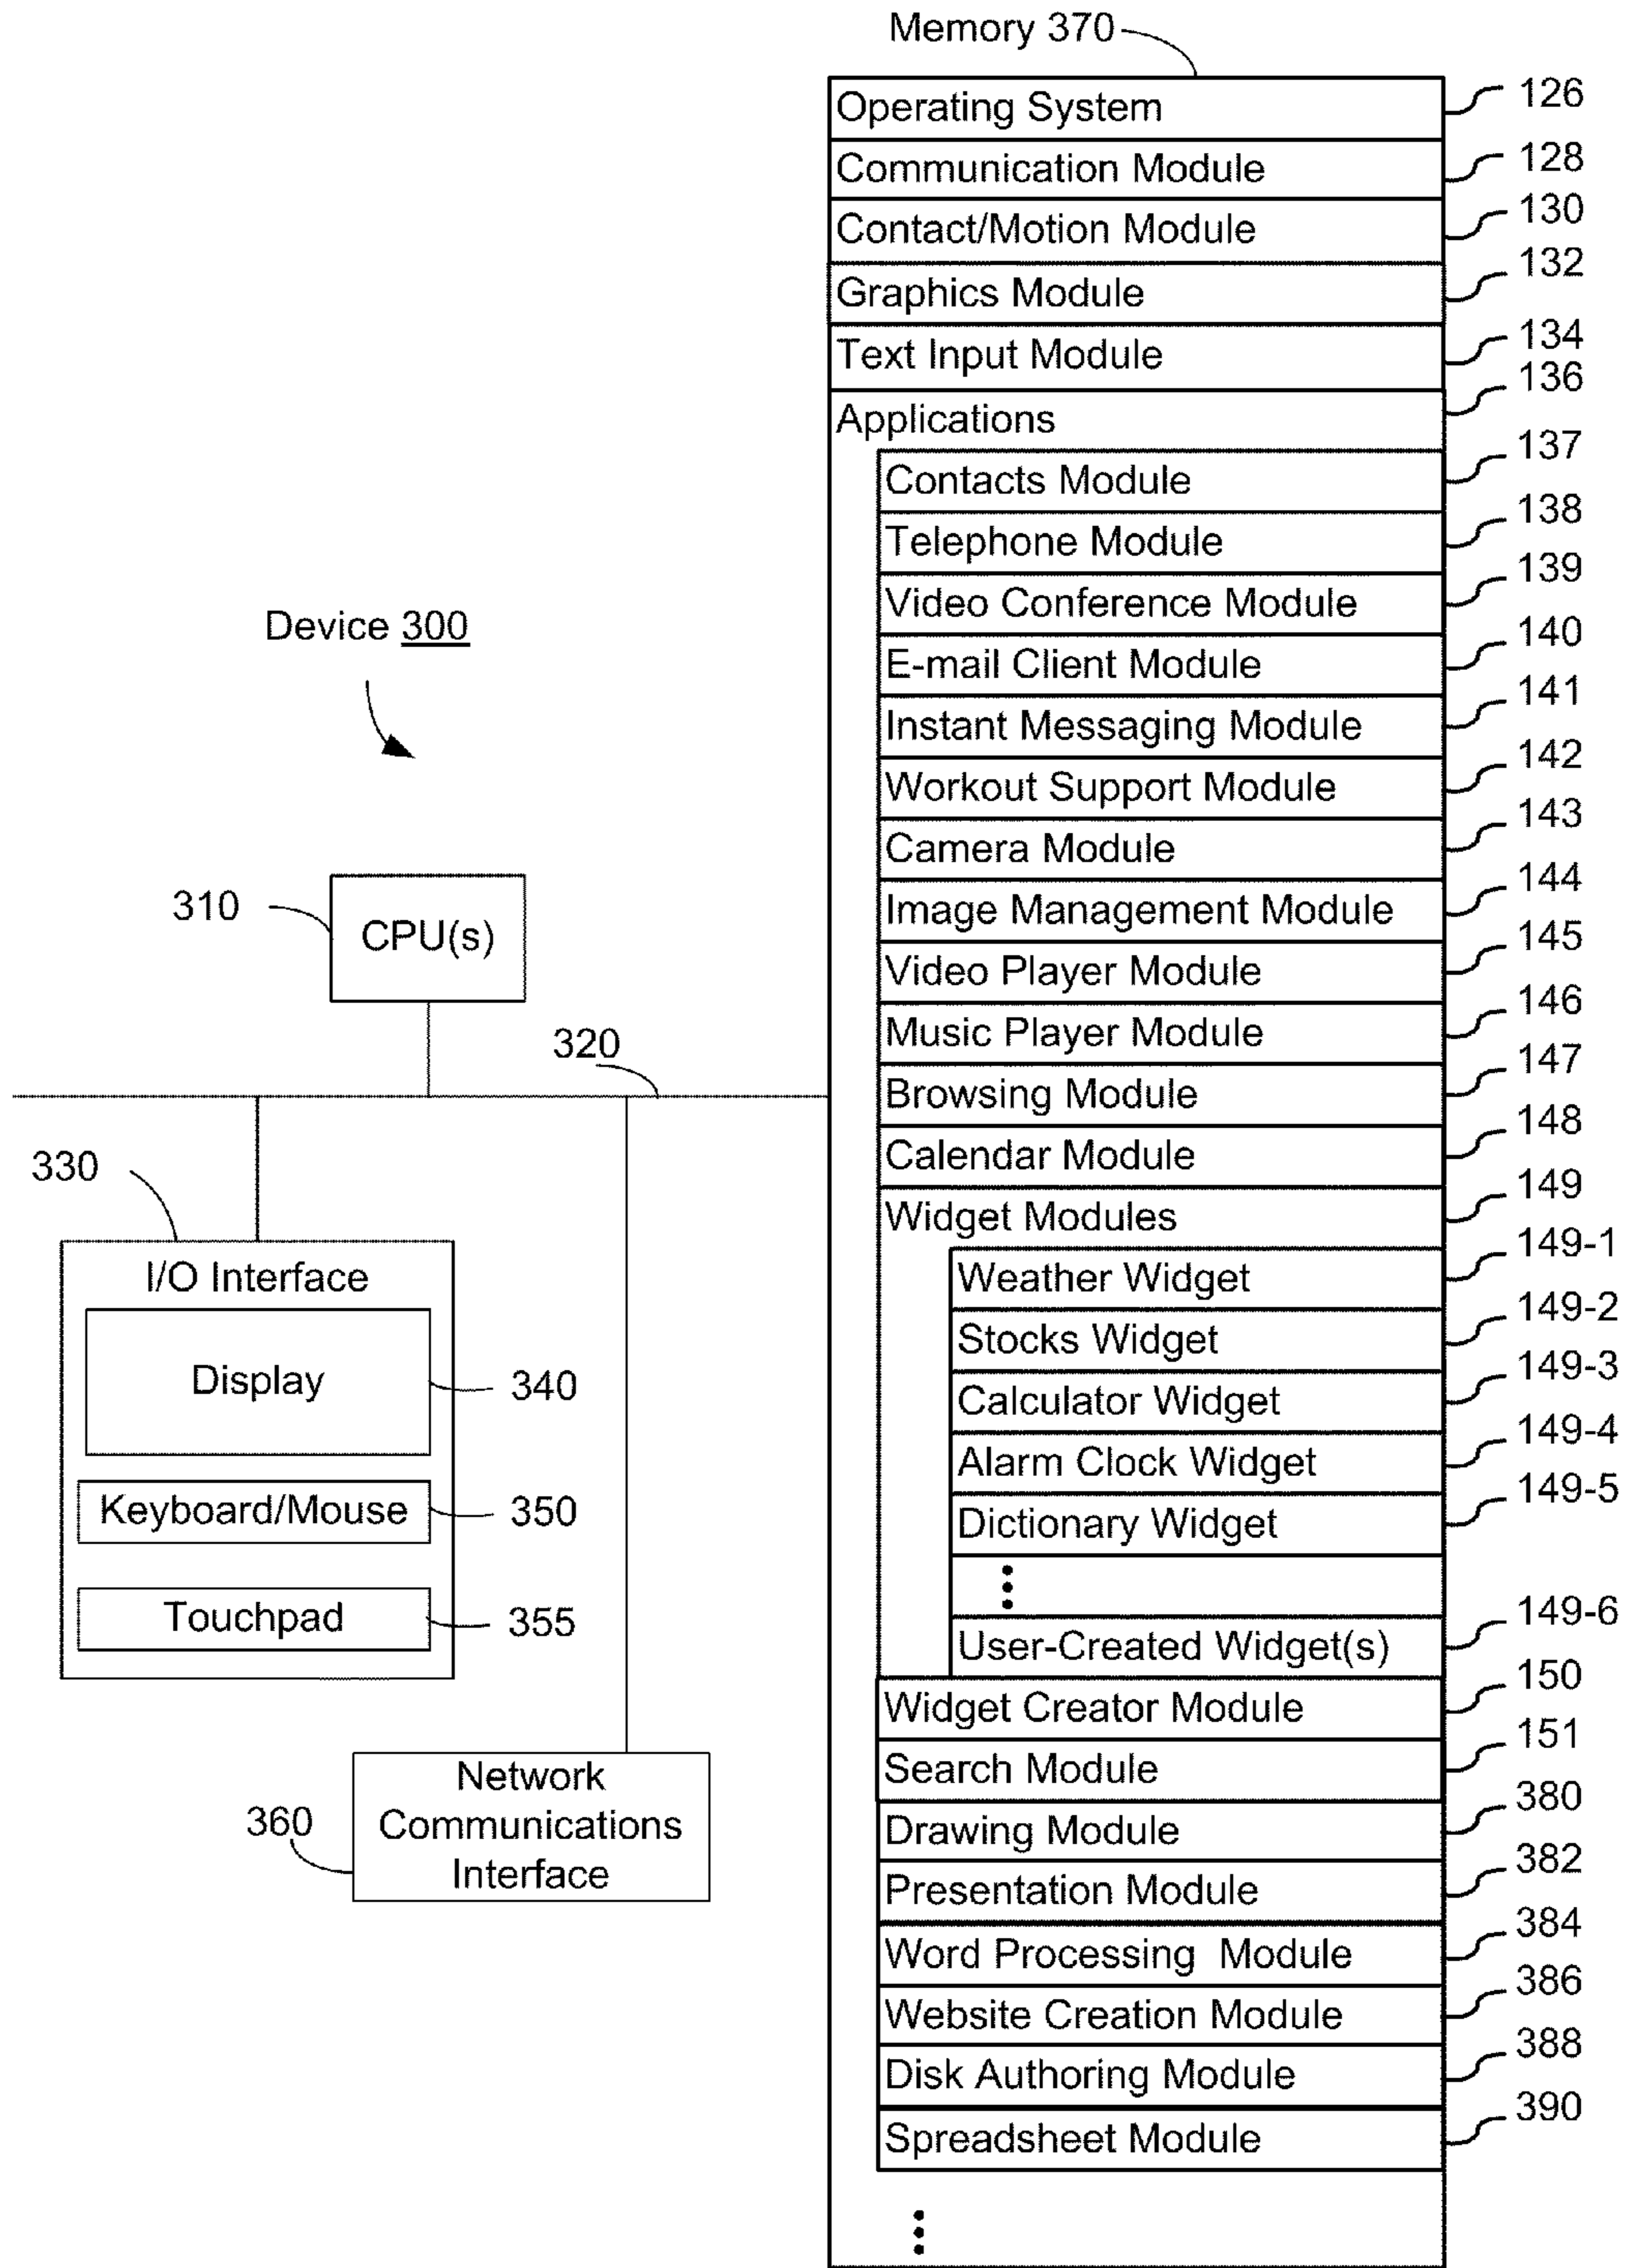 Memory 370
Operating System 126
Communication Module 128
Contact/Motion Module 130
Graphics Module 132
Text Input Module 134
Applications 136
Contacts Module 137
Telephone Module 138
Video Conference Module 139
E-mail Client Module 140
Instant Messaging Module 141
Workout Support Module 142
Camera Module 143
Image Management Module 144
Video Player Module 145
Music Player Module 146
Browsing Module 147
Calendar Module 148
Widget Modules 149
Weather Widget 149-1
Stocks Widget 149-2
Calculator Widget 149-3
Alarm Clock Widget 149-4
Dictionary Widget 149-5
User-Created Widget(s) 149-6
Widget Creator Module 150
Search Module 151
Drawing Module 380
Presentation Module 382
Word Processing Module 384
Website Creation Module 386
Disk Authoring Module 388
Spreadsheet Module 390
Device 300
310
CPU(s)
320
330
I/O Interface
Display 340
Keyboard/Mouse 350
Touchpad 355
360
Network
Communications
Interface